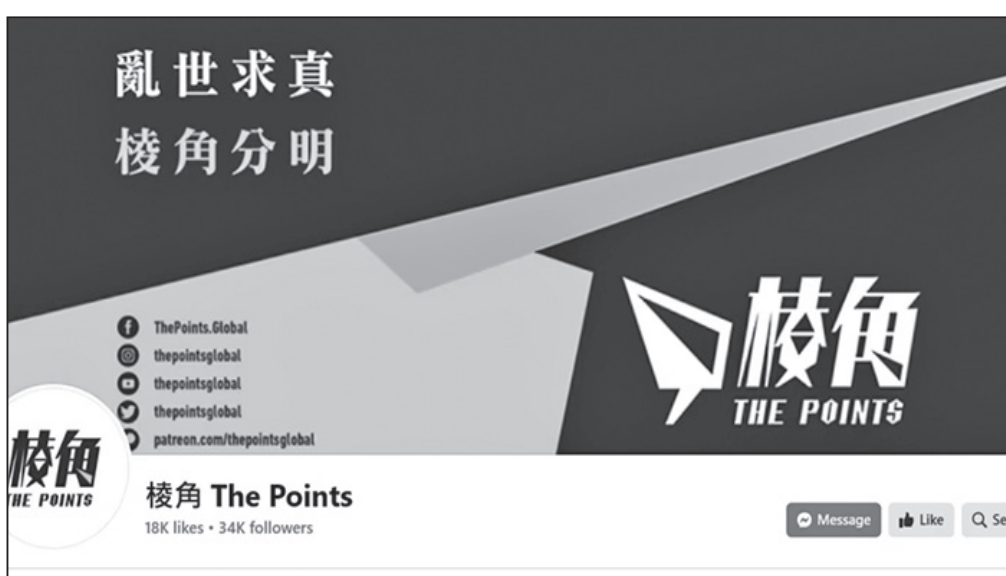 亂世求真
棱角分明
ThePoints.Global
thepointsglobal
thepointsglobal
thepointsglobal
patreon.com/thepointsglobal
棱角
THE POINTS
棱角
THE POINTS
棱角 The Points
18K likes • 34K followers
Message
Like
Se